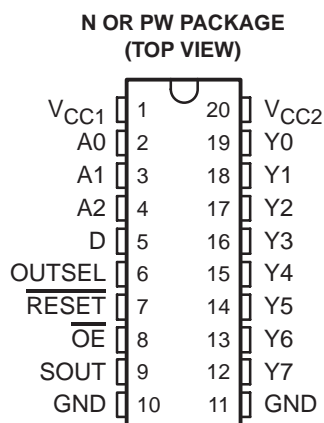 N OR PW PACKAGE
(TOP VIEW)
VCC1 1 20 VCC2
A0 2 19 Y0
A1 3 18 Y1
A2 4 17 Y2
D 5 16 Y3
OUTSEL 6 15 Y4
R̅E̅S̅E̅T̅ 7 14 Y5
O̅E̅ 8 13 Y6
SOUT 9 12 Y7
GND 10 11 GND